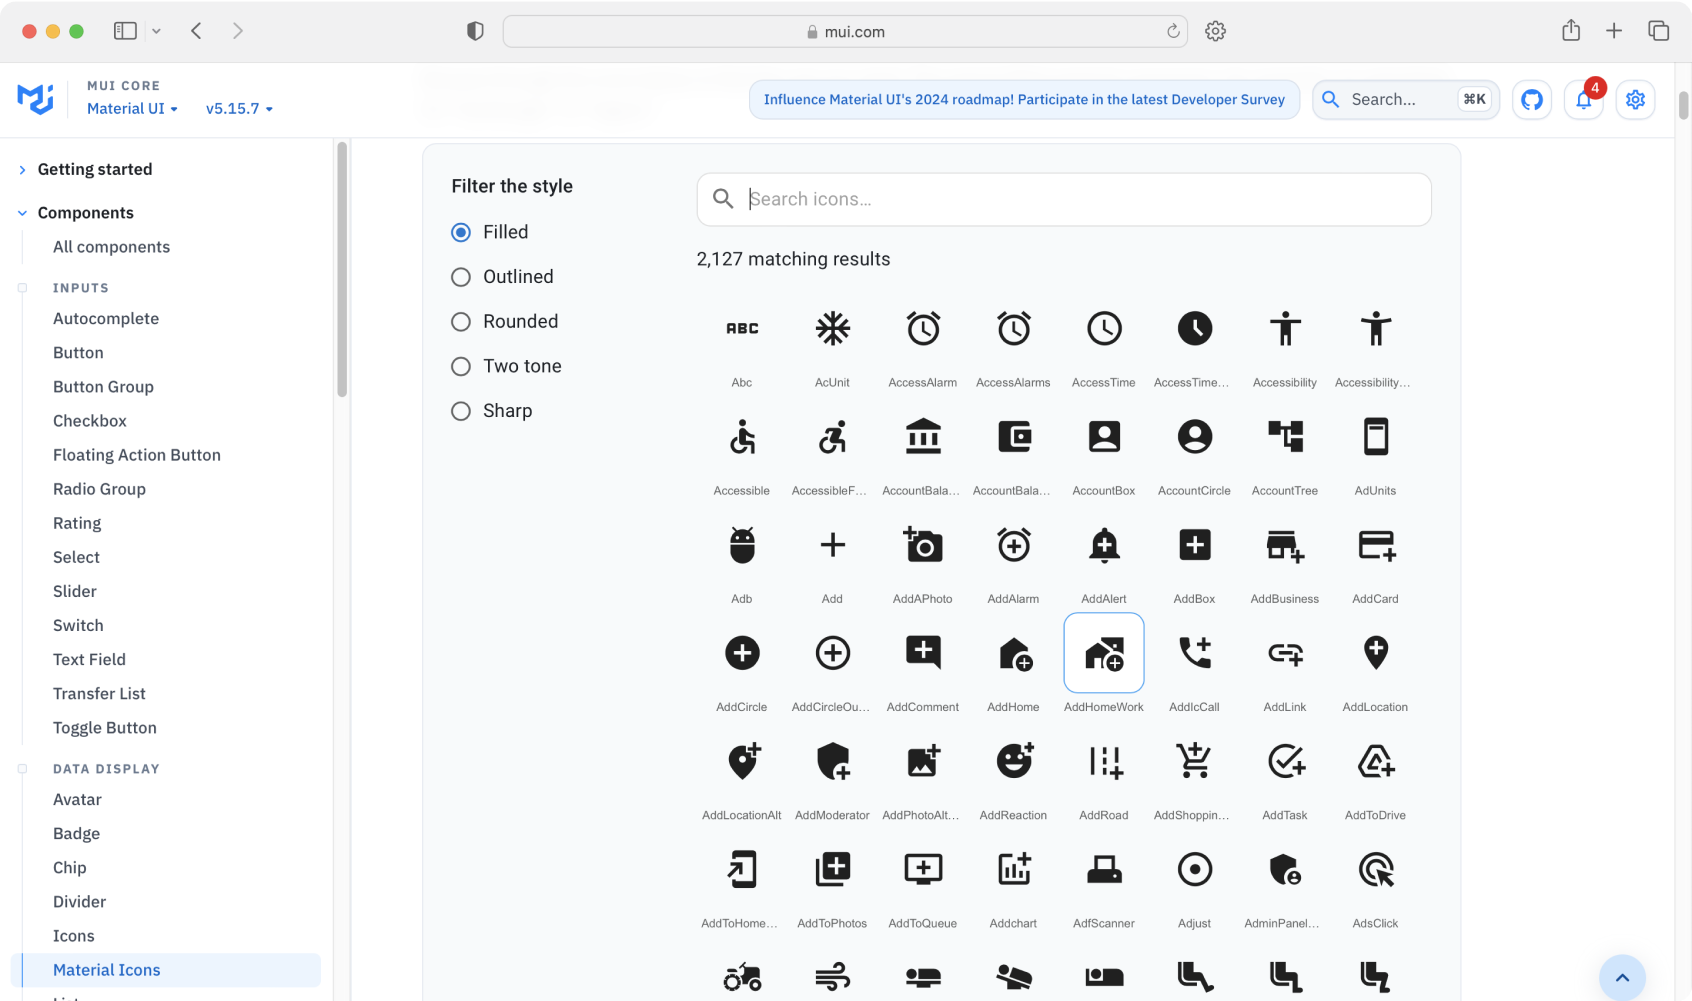 mui.com
MUI CORE
Material UI
v5.15.7
Influence Material UI's 2024 roadmap! Participate in the latest Developer Survey
Search...
⌘K
4
Getting started
Components
All components
INPUTS
Autocomplete
Button
Button Group
Checkbox
Floating Action Button
Radio Group
Rating
Select
Slider
Switch
Text Field
Transfer List
Toggle Button
DATA DISPLAY
Avatar
Badge
Chip
Divider
Icons
Material Icons
Filter the style
Filled
Outlined
Rounded
Two tone
Sharp
Search icons...
2,127 matching results
ABC
Abc AcUnit AccessAlarm AccessAlarms AccessTime AccessTime... Accessibility Accessibility...
Accessible AccessibleF... AccountBala... AccountBala... AccountBox AccountCircle AccountTree AdUnits
Adb Add AddAPhoto AddAlarm AddAlert AddBox AddBusiness AddCard
AddCircle AddCircleOu... AddComment AddHome AddHomeWork AddIcCall AddLink AddLocation
AddLocationAlt AddModerator AddPhotoAlt... AddReaction AddRoad AddShoppin... AddTask AddToDrive
AddToHome... AddToPhotos AddToQueue Addchart AdfScanner Adjust AdminPanel... AdsClick